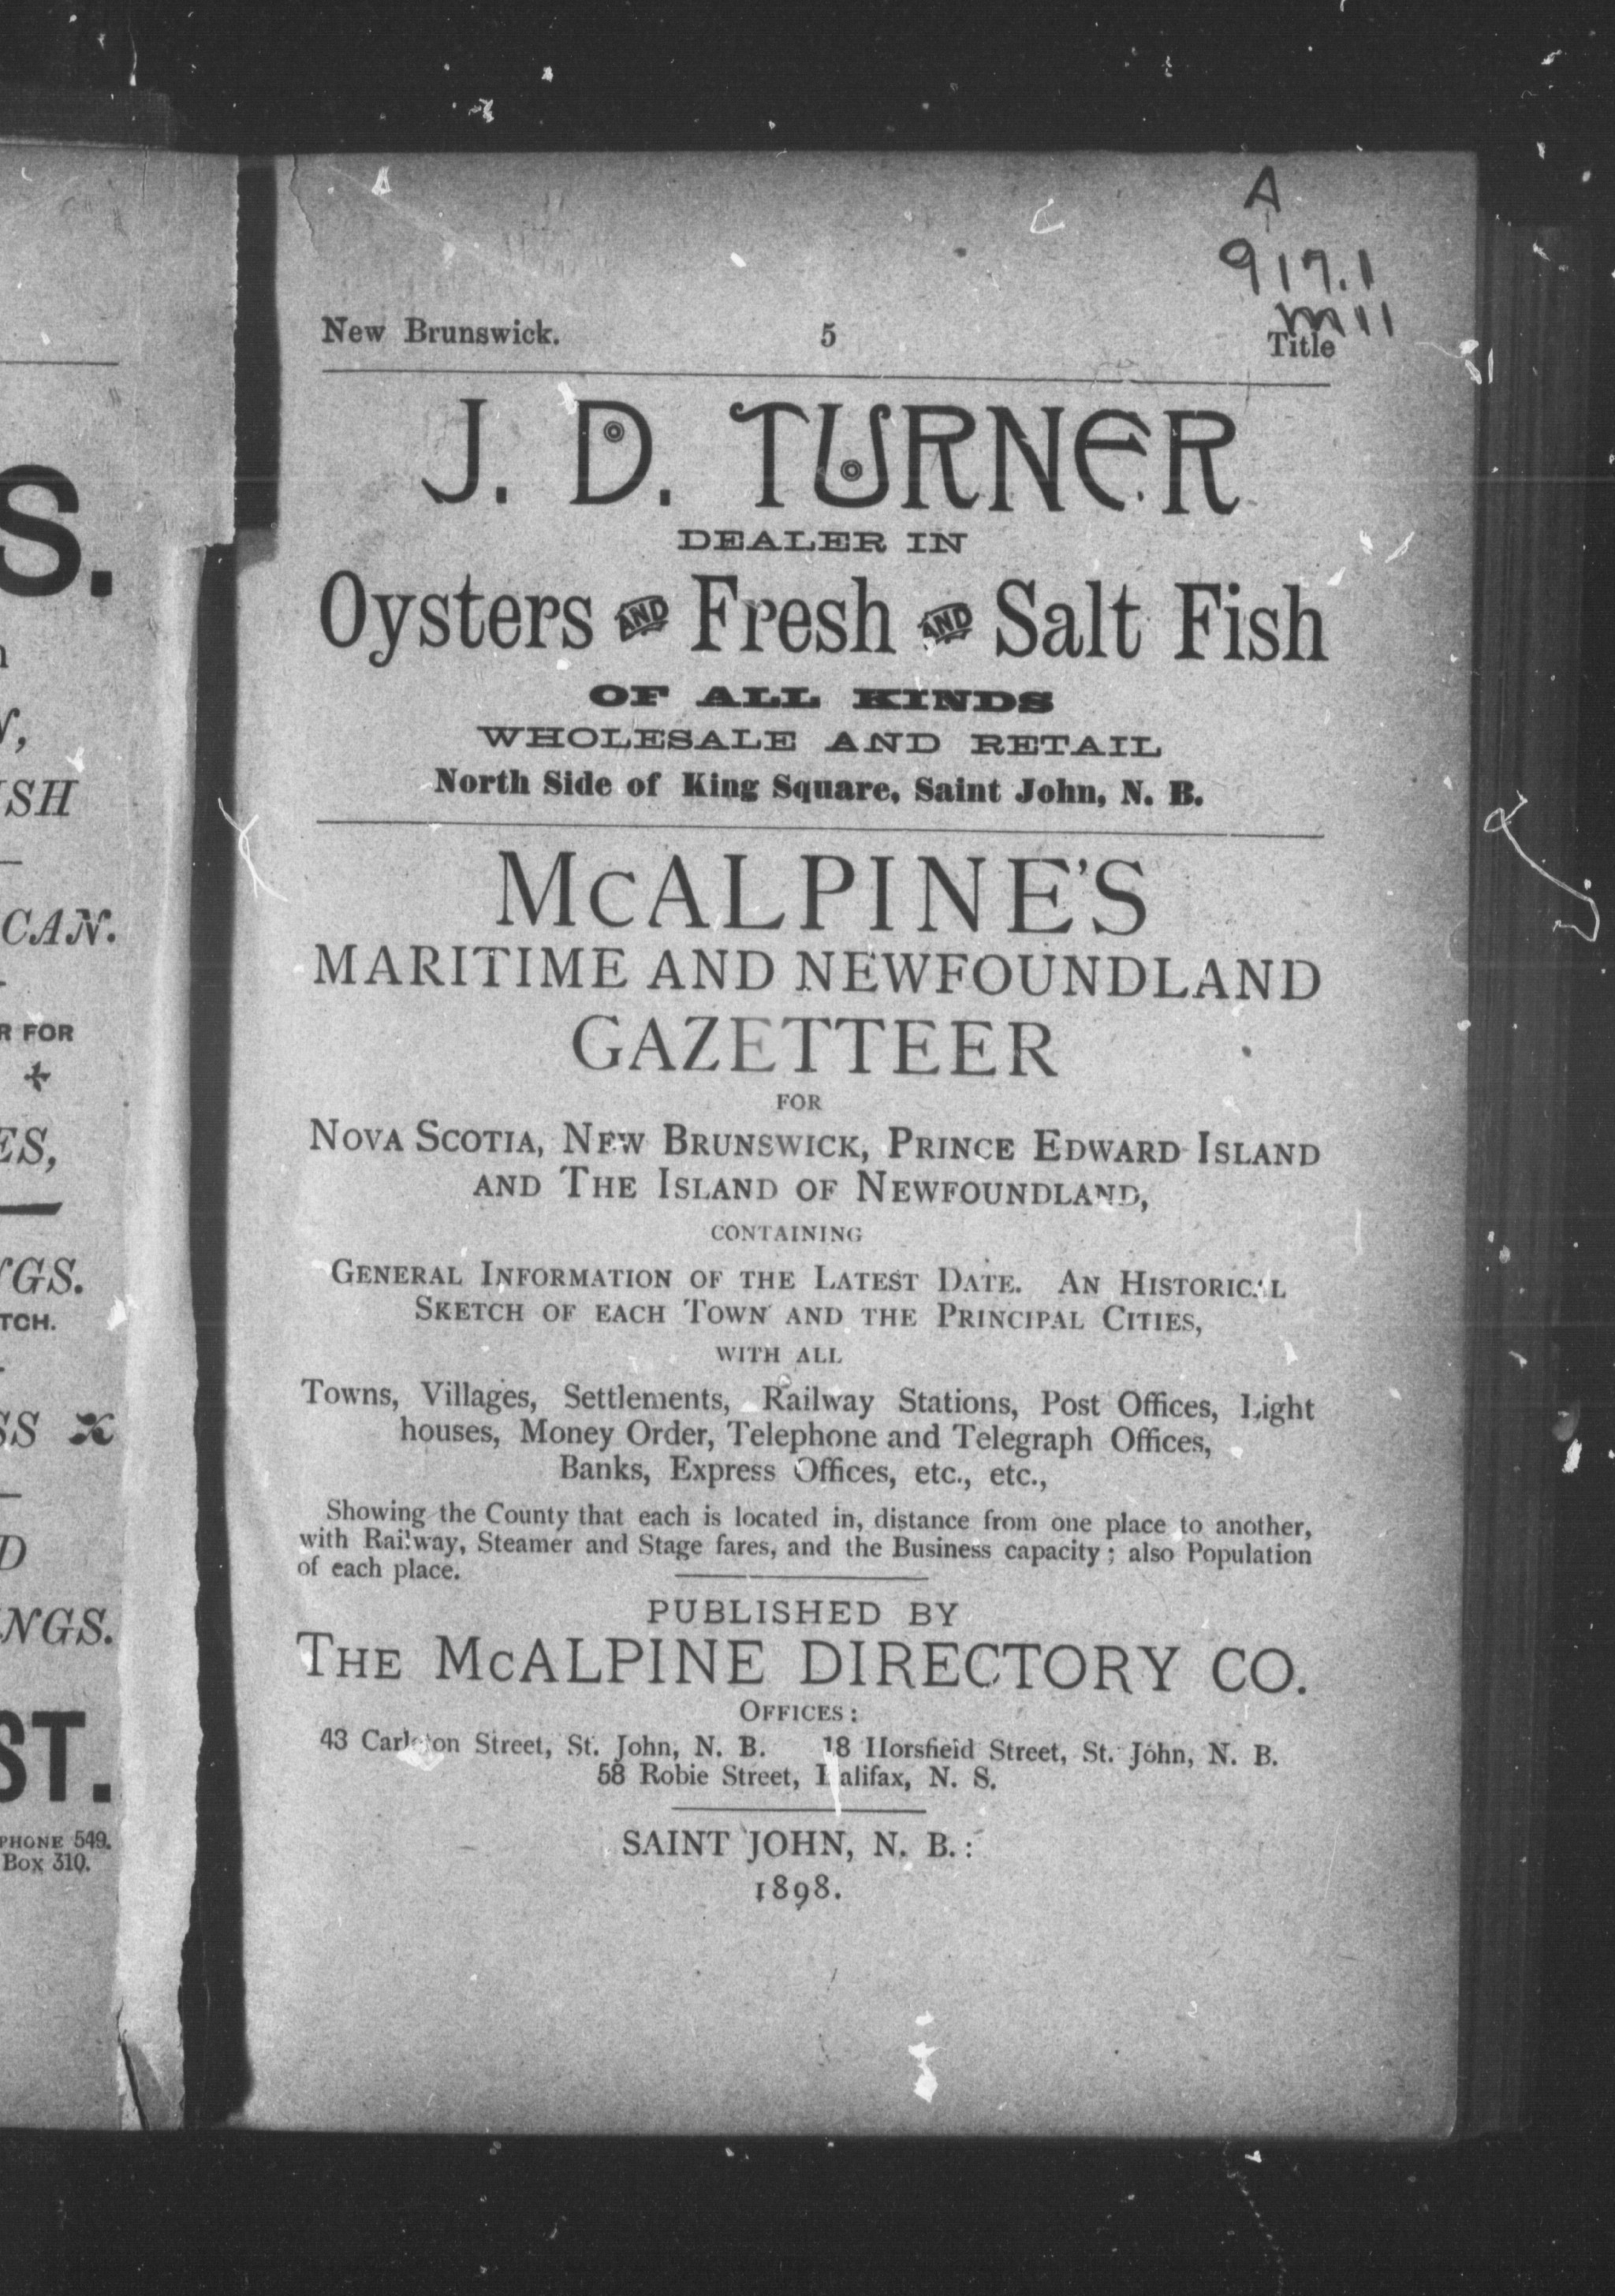 S.
SH
CAN.
R FOR
ES,
GS.
TCH.
SS
D
NGS.
ST.
PHONE 549.
Box 310.
A
917.1
m11
New Brunswick. 5 Title
J. D. TURNER
DEALER IN
Oysters AND Fresh AND Salt Fish
OF ALL KINDS
WHOLESALE AND RETAIL
North Side of King Square, Saint John, N. B.
McALPINE'S
MARITIME AND NEWFOUNDLAND
GAZETTEER
FOR
NOVA SCOTIA, NEW BRUNSWICK, PRINCE EDWARD ISLAND
AND THE ISLAND OF NEWFOUNDLAND,
CONTAINING
GENERAL INFORMATION OF THE LATEST DATE. AN HISTORICAL
SKETCH OF EACH TOWN AND THE PRINCIPAL CITIES,
WITH ALL
Towns, Villages, Settlements, Railway Stations, Post Offices, Light
houses, Money Order, Telephone and Telegraph Offices,
Banks, Express Offices, etc., etc.,
Showing the County that each is located in, distance from one place to another,
with Railway, Steamer and Stage fares, and the Business capacity; also Population
of each place.
PUBLISHED BY
THE McALPINE DIRECTORY CO.
OFFICES:
43 Carleton Street, St. John, N. B. 18 Horsfield Street, St. John, N. B.
58 Robie Street, Halifax, N. S.
SAINT JOHN, N. B.:
1898.